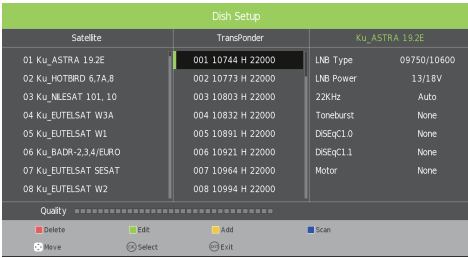 Dish Setup
Satellite TransPonder Ku_ASTRA 19.2E
01 Ku_ASTRA 19.2E 001 10744 H 22000 LNB Type 09750/10600
02 Ku_HOTBIRD 6,7A,8 002 10773 H 22000 LNB Power 13/18V
03 Ku_NILESAT 101, 10 003 10803 H 22000 22KHz Auto
04 Ku_EUTELSAT W3A 004 10832 H 22000 Toneburst None
05 Ku_EUTELSAT W1 005 10891 H 22000 DiSEqC1.0 None
06 Ku_BADR-2,3,4/EURO 006 10921 H 22000 DiSEqC1.1 None
07 Ku_EUTELSAT SESAT 007 10964 H 22000 Motor None
08 Ku_EUTELSAT W2 008 10994 H 22000
Quality
Delete Edit Add Scan
Move OK Select EXIT Exit